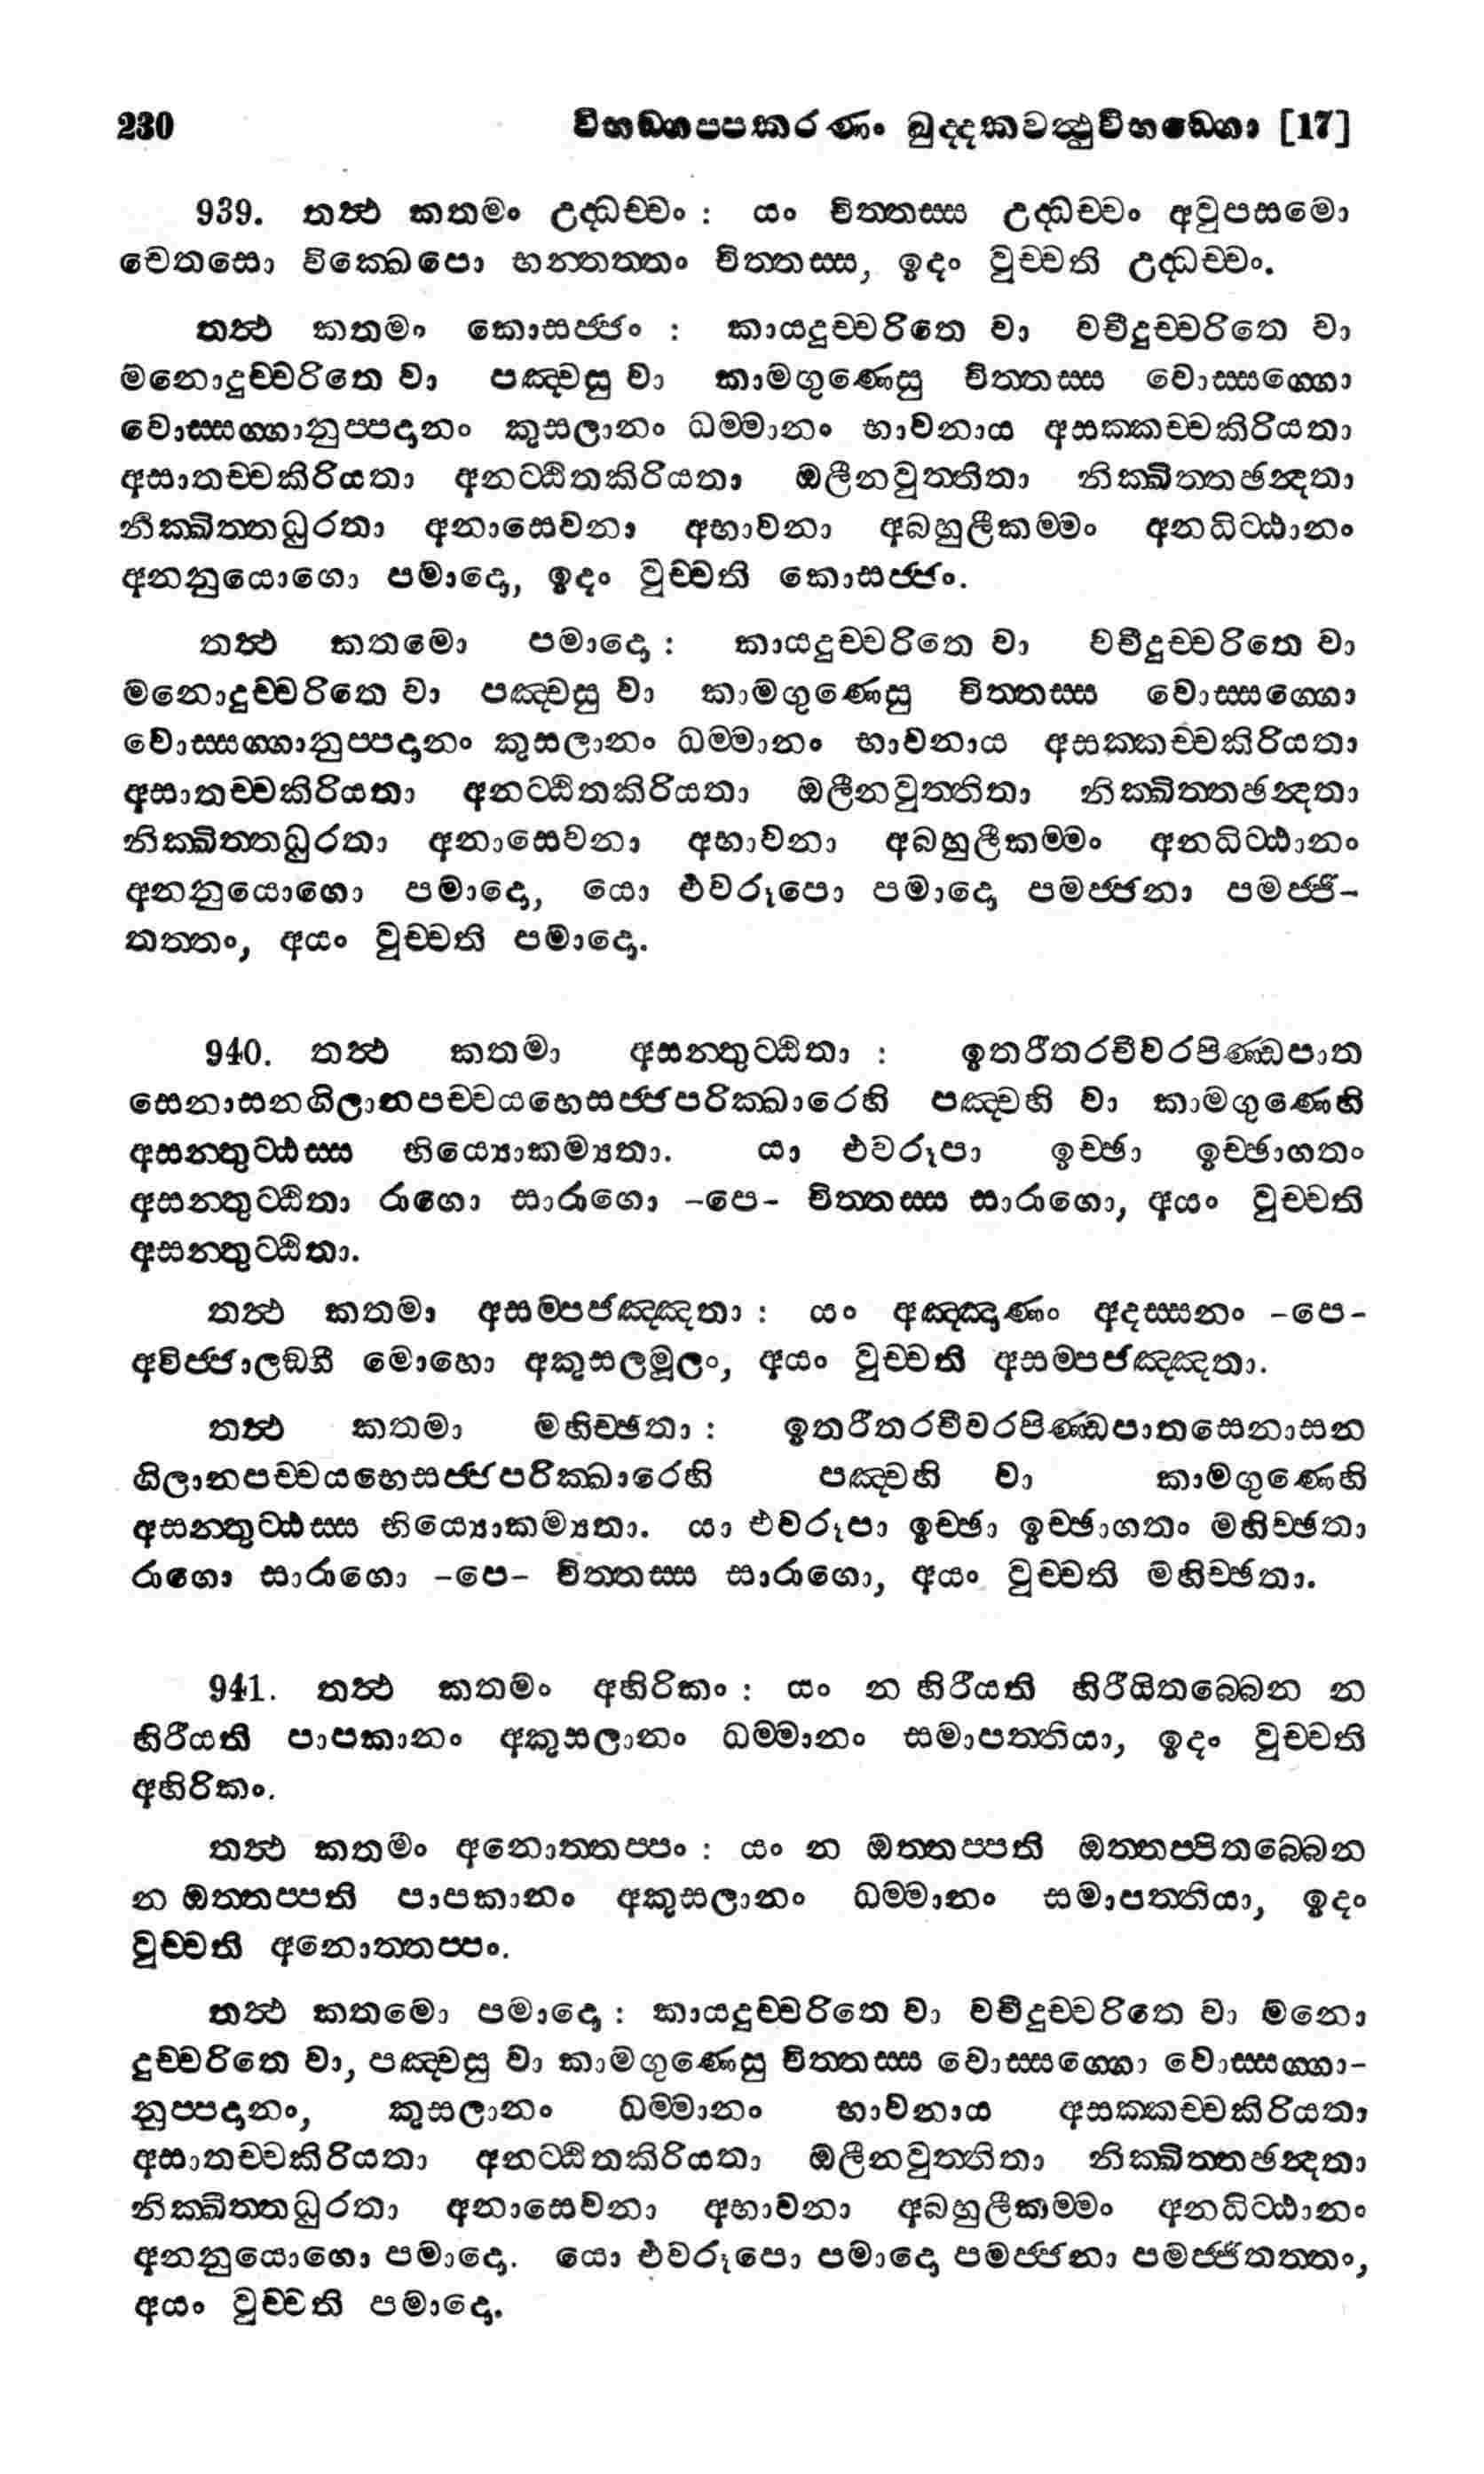 230 විභඞගපපකරණං ඛුද‍්දකවත්‍ථුවිභඞෙගා [17]
939. තත්‍ථ කතමං උද‍්ධච‍්චං : යං චිත‍්තස‍්ස උද‍්ධච‍්චං අවූපසමො
චෙතසො වික‍්ඛෙපො භන‍්තත‍්තං චිත‍්තස‍්ස, ඉදං වුච‍්චති උද‍්ධච‍්චං.
තත්‍ථ කතමං කොසජ‍්ජං : කායදුච‍්චරිතෙ වා වචීදුච‍්චරිතෙ වා
මනොදුච‍්චරිතෙ වා පඤ‍්චසු වා කාමගුණෙසු චිත‍්තස‍්ස වොස‍්සග‍්ගො
වොස‍්සග‍්ගානුප‍්පදානං කුසලානං ධම‍්මානං භාවනාය අසක‍්කච‍්චකිරියතා
අසාතච‍්චකිරියතා අනට‍්ඨිතකිරියතා ඔලීනවුත‍්තිතා නික‍්ඛිත‍්තඡන්‍දතා
නික‍්ඛිත‍්තධුරතා අනාසෙවනා අභාවනා අබහුලීකම‍්මං අනධිට‍්ඨානං
අනනුයොගො පමාදො, ඉදං වුච‍්චති කොසජ‍්ජං.
තත්‍ථ කතමො පමාදො : කායදුච‍්චරිතෙ වා වචීදුච‍්චරිතෙ වා
මනොදුච‍්චරිතෙ වා පඤ‍්චසු වා කාමගුණෙසු චිත‍්තස‍්ස වොස‍්සග‍්ගො
වොස‍්සග‍්ගානුප‍්පදානං කුසලානං ධම‍්මානං භාවනාය අසක‍්කච‍්චකිරියතා
අසාතච‍්චකිරියතා අනට‍්ඨිතකිරියතා ඔලීනවුත‍්තිතා නික‍්ඛිත‍්තඡන්‍දතා
නික‍්ඛිත‍්තධුරතා අනාසෙවනා අභාවනා අබහුලීකම‍්මං අනධිට‍්ඨානං
අනනුයොගො පමාදො, යො එවරූපො පමාදො පමජ‍්ජනා පමජ‍්ජි-
තත‍්තං, අයං වුච‍්චති පමාදො.
940. තත්‍ථ කතමා අසන‍්තුට‍්ඨිතා : ඉතරීතරචීවරපිණ‍්ඩපාත
සෙනාසනගිලානපච‍්චයභෙසජ‍්ජපරික‍්ඛාරෙහි පඤ‍්චහි වා කාමගුණෙහි
අසන‍්තුට‍්ඨස‍්ස භිය්‍යොකම්‍යතා. යා එවරූපා ඉච‍්ඡා ඉච‍්ඡාගතං
අසන‍්තුට‍්ඨිතා රාගො සාරාගො -පෙ- චිත‍්තස‍්ස සාරාගො, අයං වුච‍්චති
අසන‍්තුට‍්ඨිතා.
තත්‍ථ කතමා අසම‍්පජඤ‍්ඤතා : යං අඤ‍්ඤාණං අදස‍්සනං -පෙ-
අවිජ‍්ජාලඞගී මොහො අකුසලමූලං, අයං වුච‍්චති අසම‍්පජඤ‍්ඤතා.
තත්‍ථ කතමා මහිච‍්ඡතා : ඉතරීතරචීවරපිණ‍්ඩපාතසෙනාසන
ගිලානපච‍්චයභෙසජ‍්ජපරික‍්ඛාරෙහි පඤ‍්චහි වා කාමගුණෙහි
අසන‍්තුට‍්ඨස‍්ස භිය්‍යොකම්‍යතා. යා එවරූපා ඉච‍්ඡා ඉච‍්ඡාගතං මහිච‍්ඡතා
රාගො සාරාගො -පෙ- චිත‍්තස‍්ස සාරාගො, අයං වුච‍්චති මහිච‍්ඡතා.
941. තත්‍ථ කතමං අහිරිකං : යං න හිරීයති හිරීයිතබ‍්බෙන න
හිරීයති පාපකානං අකුසලානං ධම‍්මානං සමාපත‍්තියා, ඉදං වුච‍්චති
අහිරිකං.
තත්‍ථ කතමං අනොත‍්තප‍්පං : යං න ඔත‍්තප‍්පති ඔත‍්තප‍්පිතබ‍්බෙන
න ඔත‍්තප‍්පති පාපකානං අකුසලානං ධම‍්මානං සමාපත‍්තියා, ඉදං
වුච‍්චති අනොත‍්තප‍්පං.
තත්‍ථ කතමො පමාදො : කායදුච‍්චරිතෙ වා වචීදුච‍්චරිතෙ වා මනො
දුච‍්චරිතෙ වා, පඤ‍්චසු වා කාමගුණෙසු චිත‍්තස‍්ස වොස‍්සග‍්ගො වොස‍්සග‍්ගා-
නුප‍්පදානං, කුසලානං ධම‍්මානං භාවනාය අසක‍්කච‍්චකිරියතා
අසාතච‍්චකිරියතා අනට‍්ඨිතකිරියතා ඔලීනවුත‍්තිතා නික‍්ඛිත‍්තඡන්‍දතා
නික‍්ඛිත‍්තධුරතා අනාසෙවනා අභාවනා අබහුලීකම‍්මං අනධිට‍්ඨානං
අනනුයොගො පමාදො. යො එවරූපො පමාදො පමජ‍්ජනා පමජ‍්ජිතත‍්තං,
අයං වුච‍්චති පමාදො.